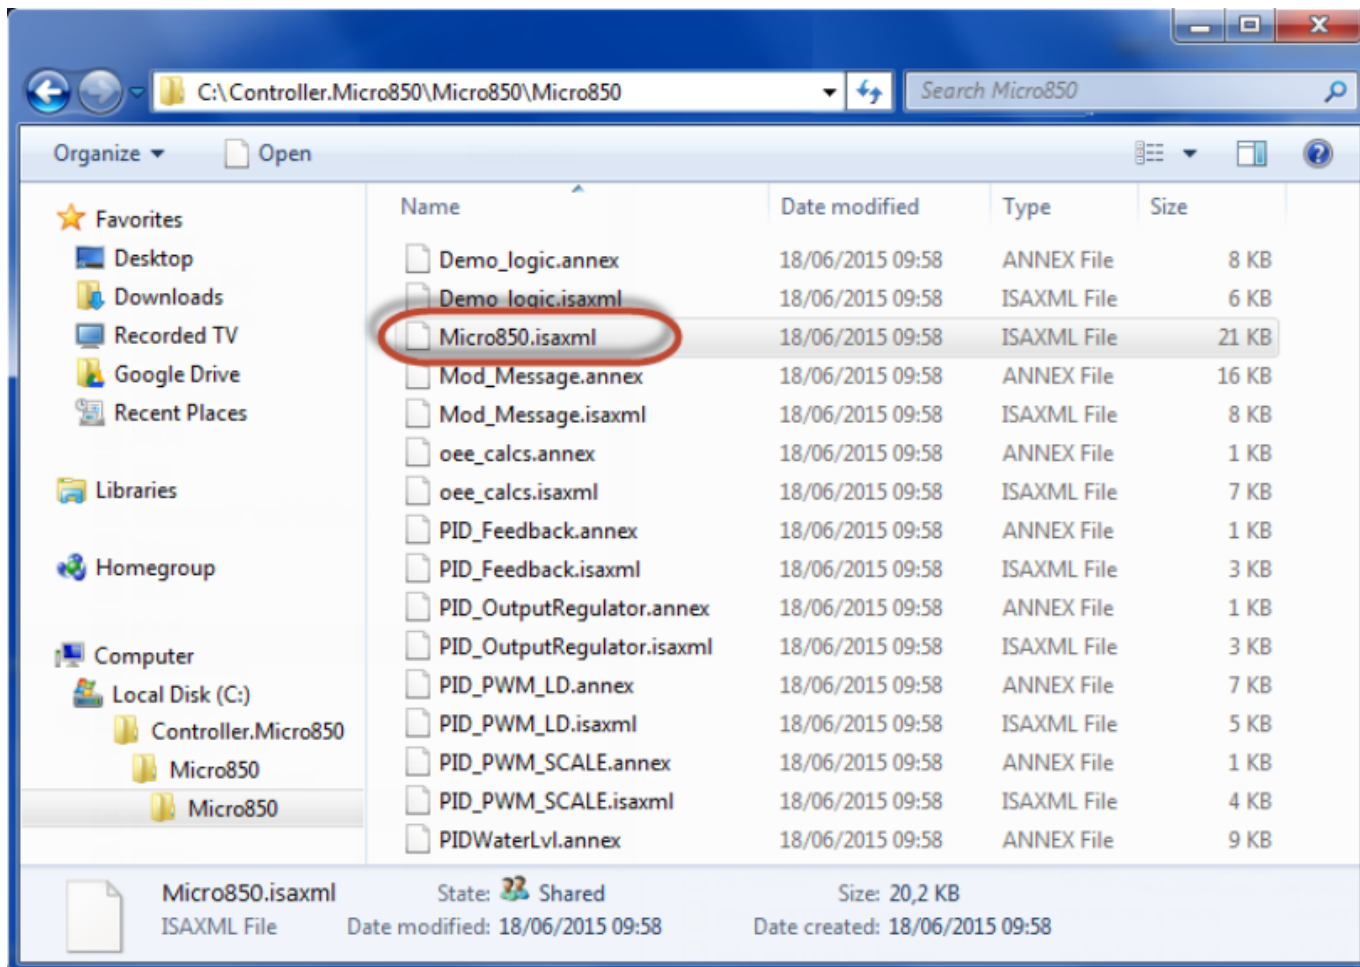 C:\Controller.Micro850\Micro850\Micro850
Search Micro850
Organize
Open
Favorites
Desktop
Downloads
Recorded TV
Google Drive
Recent Places
Libraries
Homegroup
Computer
Local Disk (C:)
Controller.Micro850
Micro850
Micro850
Name Date modified Type Size
Demo_logic.annex 18/06/2015 09:58 ANNEX File 8 KB
Demo_logic.isaxml 18/06/2015 09:58 ISAXML File 6 KB
Micro850.isaxml 18/06/2015 09:58 ISAXML File 21 KB
Mod_Message.annex 18/06/2015 09:58 ANNEX File 16 KB
Mod_Message.isaxml 18/06/2015 09:58 ISAXML File 8 KB
oee_calcs.annex 18/06/2015 09:58 ANNEX File 1 KB
oee_calcs.isaxml 18/06/2015 09:58 ISAXML File 7 KB
PID_Feedback.annex 18/06/2015 09:58 ANNEX File 1 KB
PID_Feedback.isaxml 18/06/2015 09:58 ISAXML File 3 KB
PID_OutputRegulator.annex 18/06/2015 09:58 ANNEX File 1 KB
PID_OutputRegulator.isaxml 18/06/2015 09:58 ISAXML File 3 KB
PID_PWM_LD.annex 18/06/2015 09:58 ANNEX File 7 KB
PID_PWM_LD.isaxml 18/06/2015 09:58 ISAXML File 5 KB
PID_PWM_SCALE.annex 18/06/2015 09:58 ANNEX File 1 KB
PID_PWM_SCALE.isaxml 18/06/2015 09:58 ISAXML File 4 KB
PIDWaterLvl.annex 18/06/2015 09:58 ANNEX File 9 KB
Micro850.isaxml State: Shared Size: 20,2 KB
ISAXML File Date modified: 18/06/2015 09:58 Date created: 18/06/2015 09:58